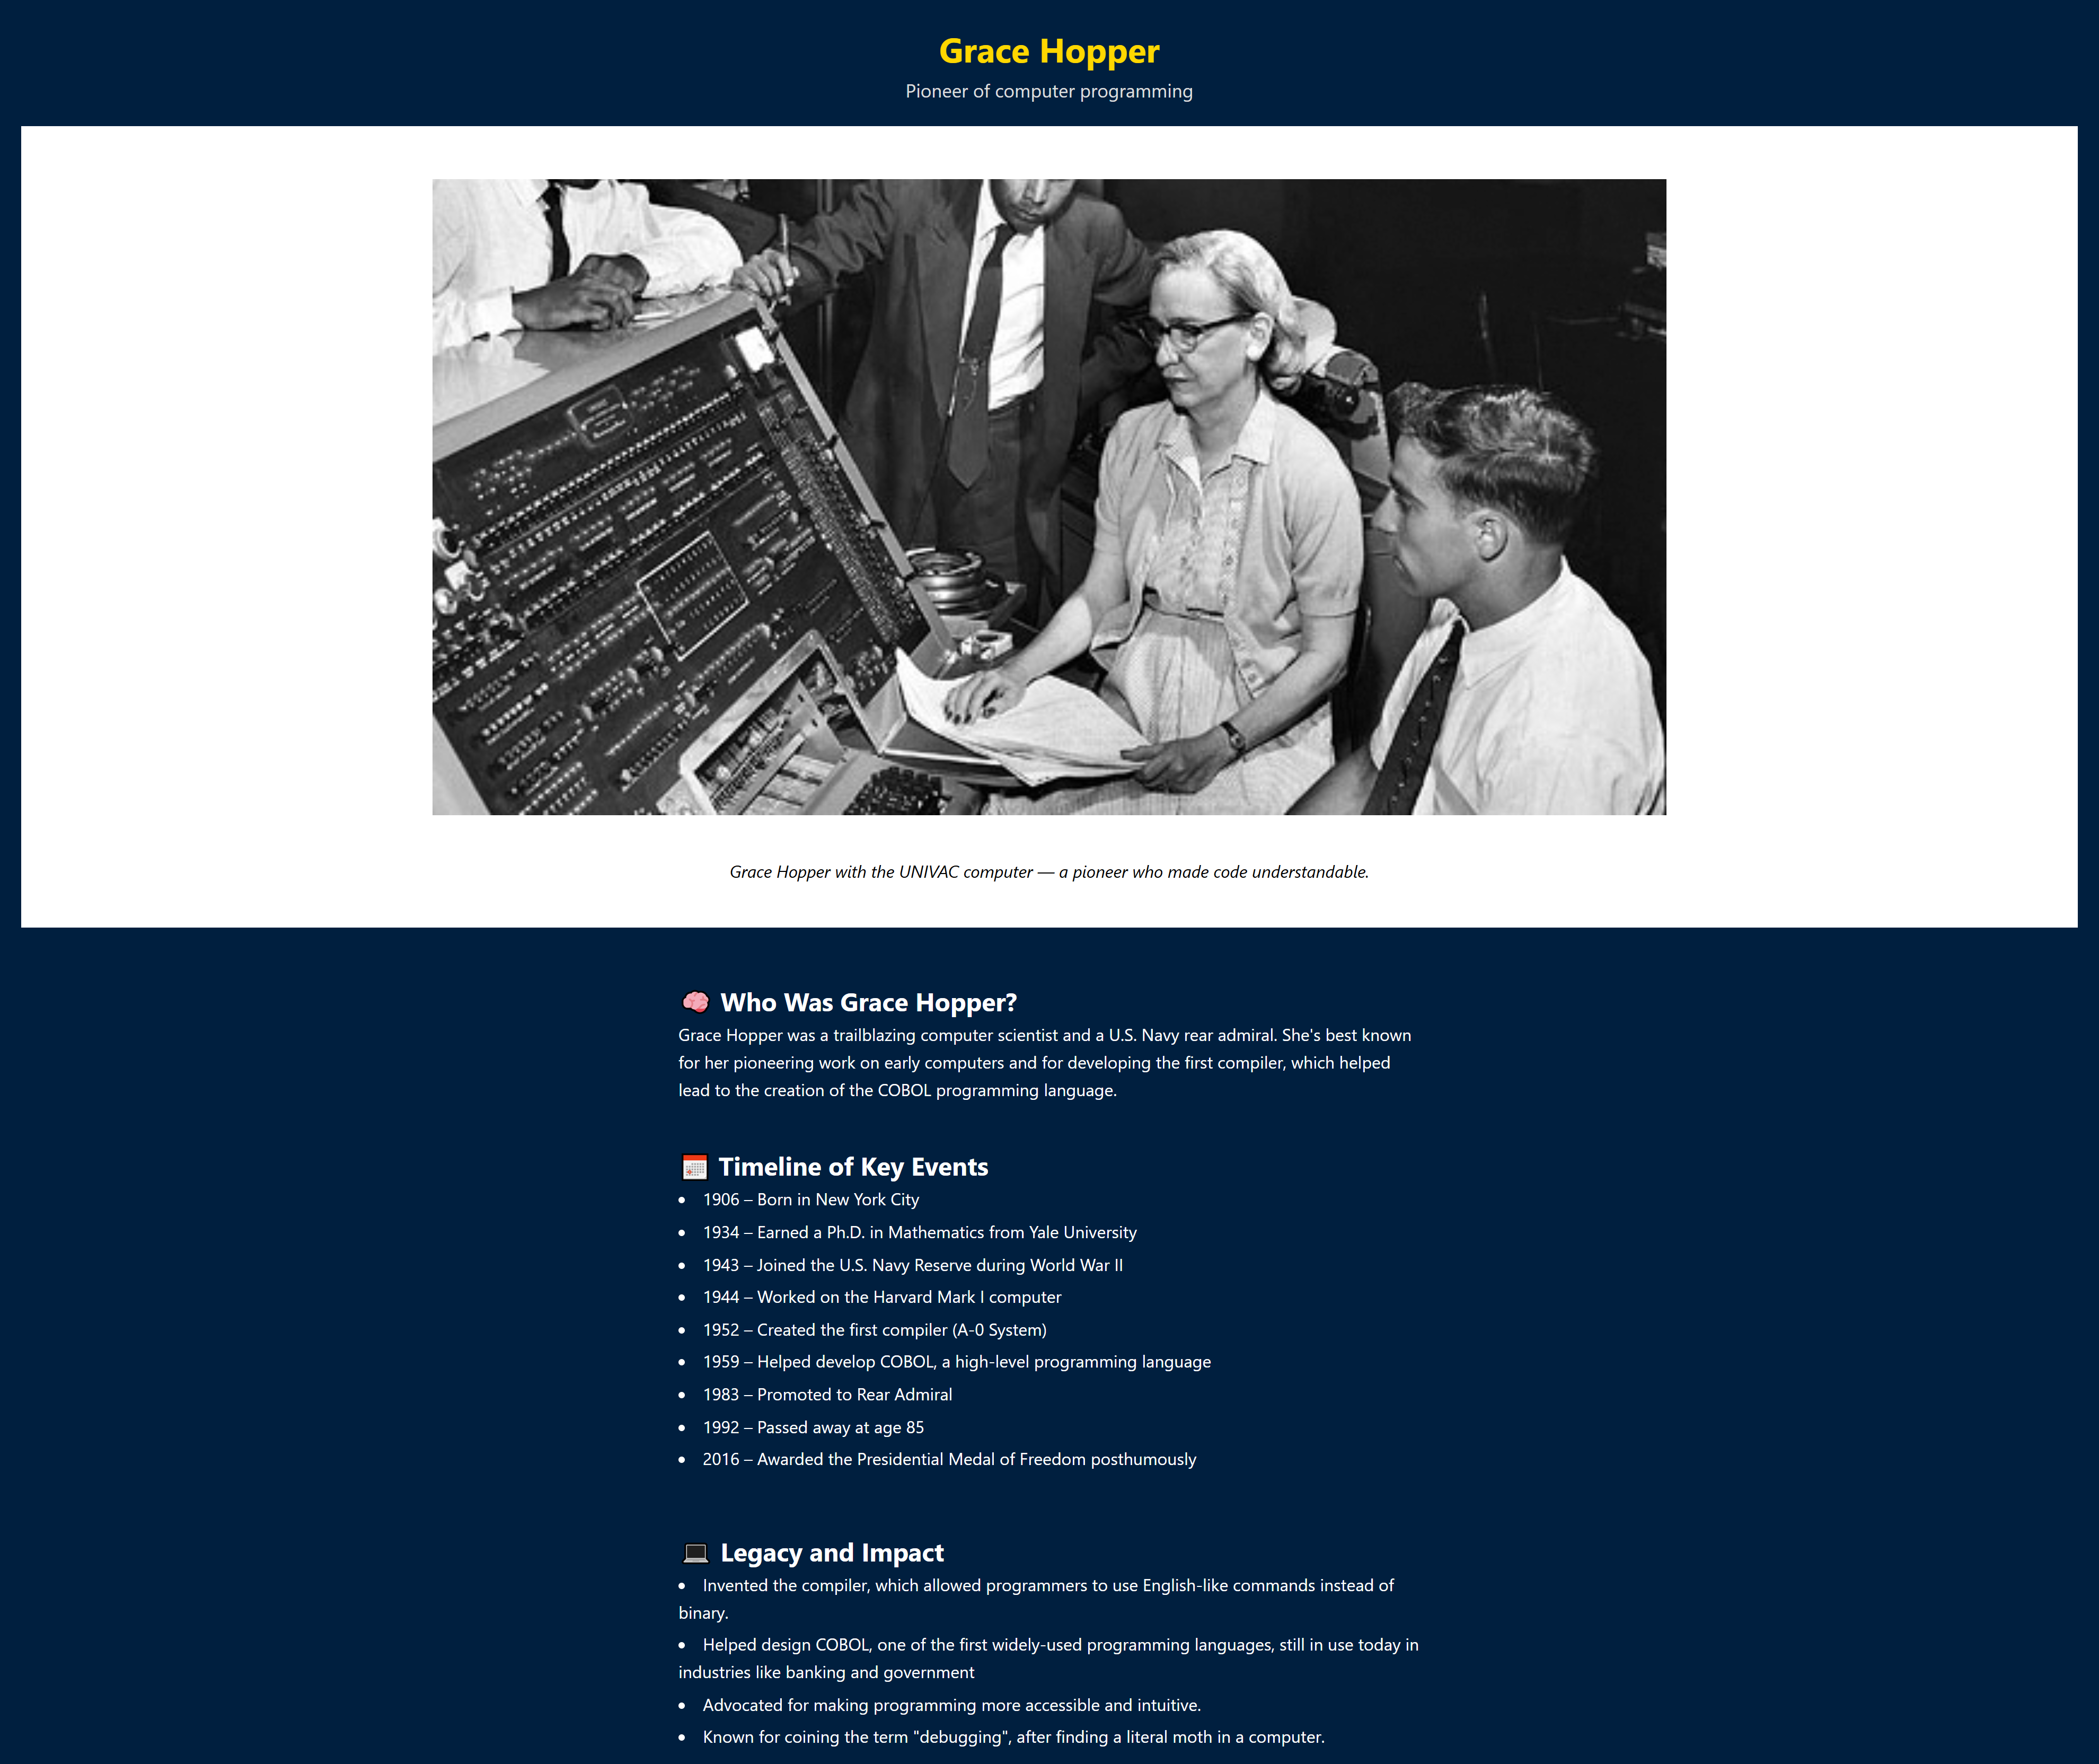 Grace Hopper
Pioneer of computer programming
Grace Hopper with the UNIVAC computer — a pioneer who made code understandable.
🧠 Who Was Grace Hopper?
Grace Hopper was a trailblazing computer scientist and a U.S. Navy rear admiral. She's best known
for her pioneering work on early computers and for developing the first compiler, which helped
lead to the creation of the COBOL programming language.
📅 Timeline of Key Events
• 1906 – Born in New York City
• 1934 – Earned a Ph.D. in Mathematics from Yale University
• 1943 – Joined the U.S. Navy Reserve during World War II
• 1944 – Worked on the Harvard Mark I computer
• 1952 – Created the first compiler (A-0 System)
• 1959 – Helped develop COBOL, a high-level programming language
• 1983 – Promoted to Rear Admiral
• 1992 – Passed away at age 85
• 2016 – Awarded the Presidential Medal of Freedom posthumously
💻 Legacy and Impact
• Invented the compiler, which allowed programmers to use English-like commands instead of
binary.
• Helped design COBOL, one of the first widely-used programming languages, still in use today in
industries like banking and government
• Advocated for making programming more accessible and intuitive.
• Known for coining the term "debugging", after finding a literal moth in a computer.